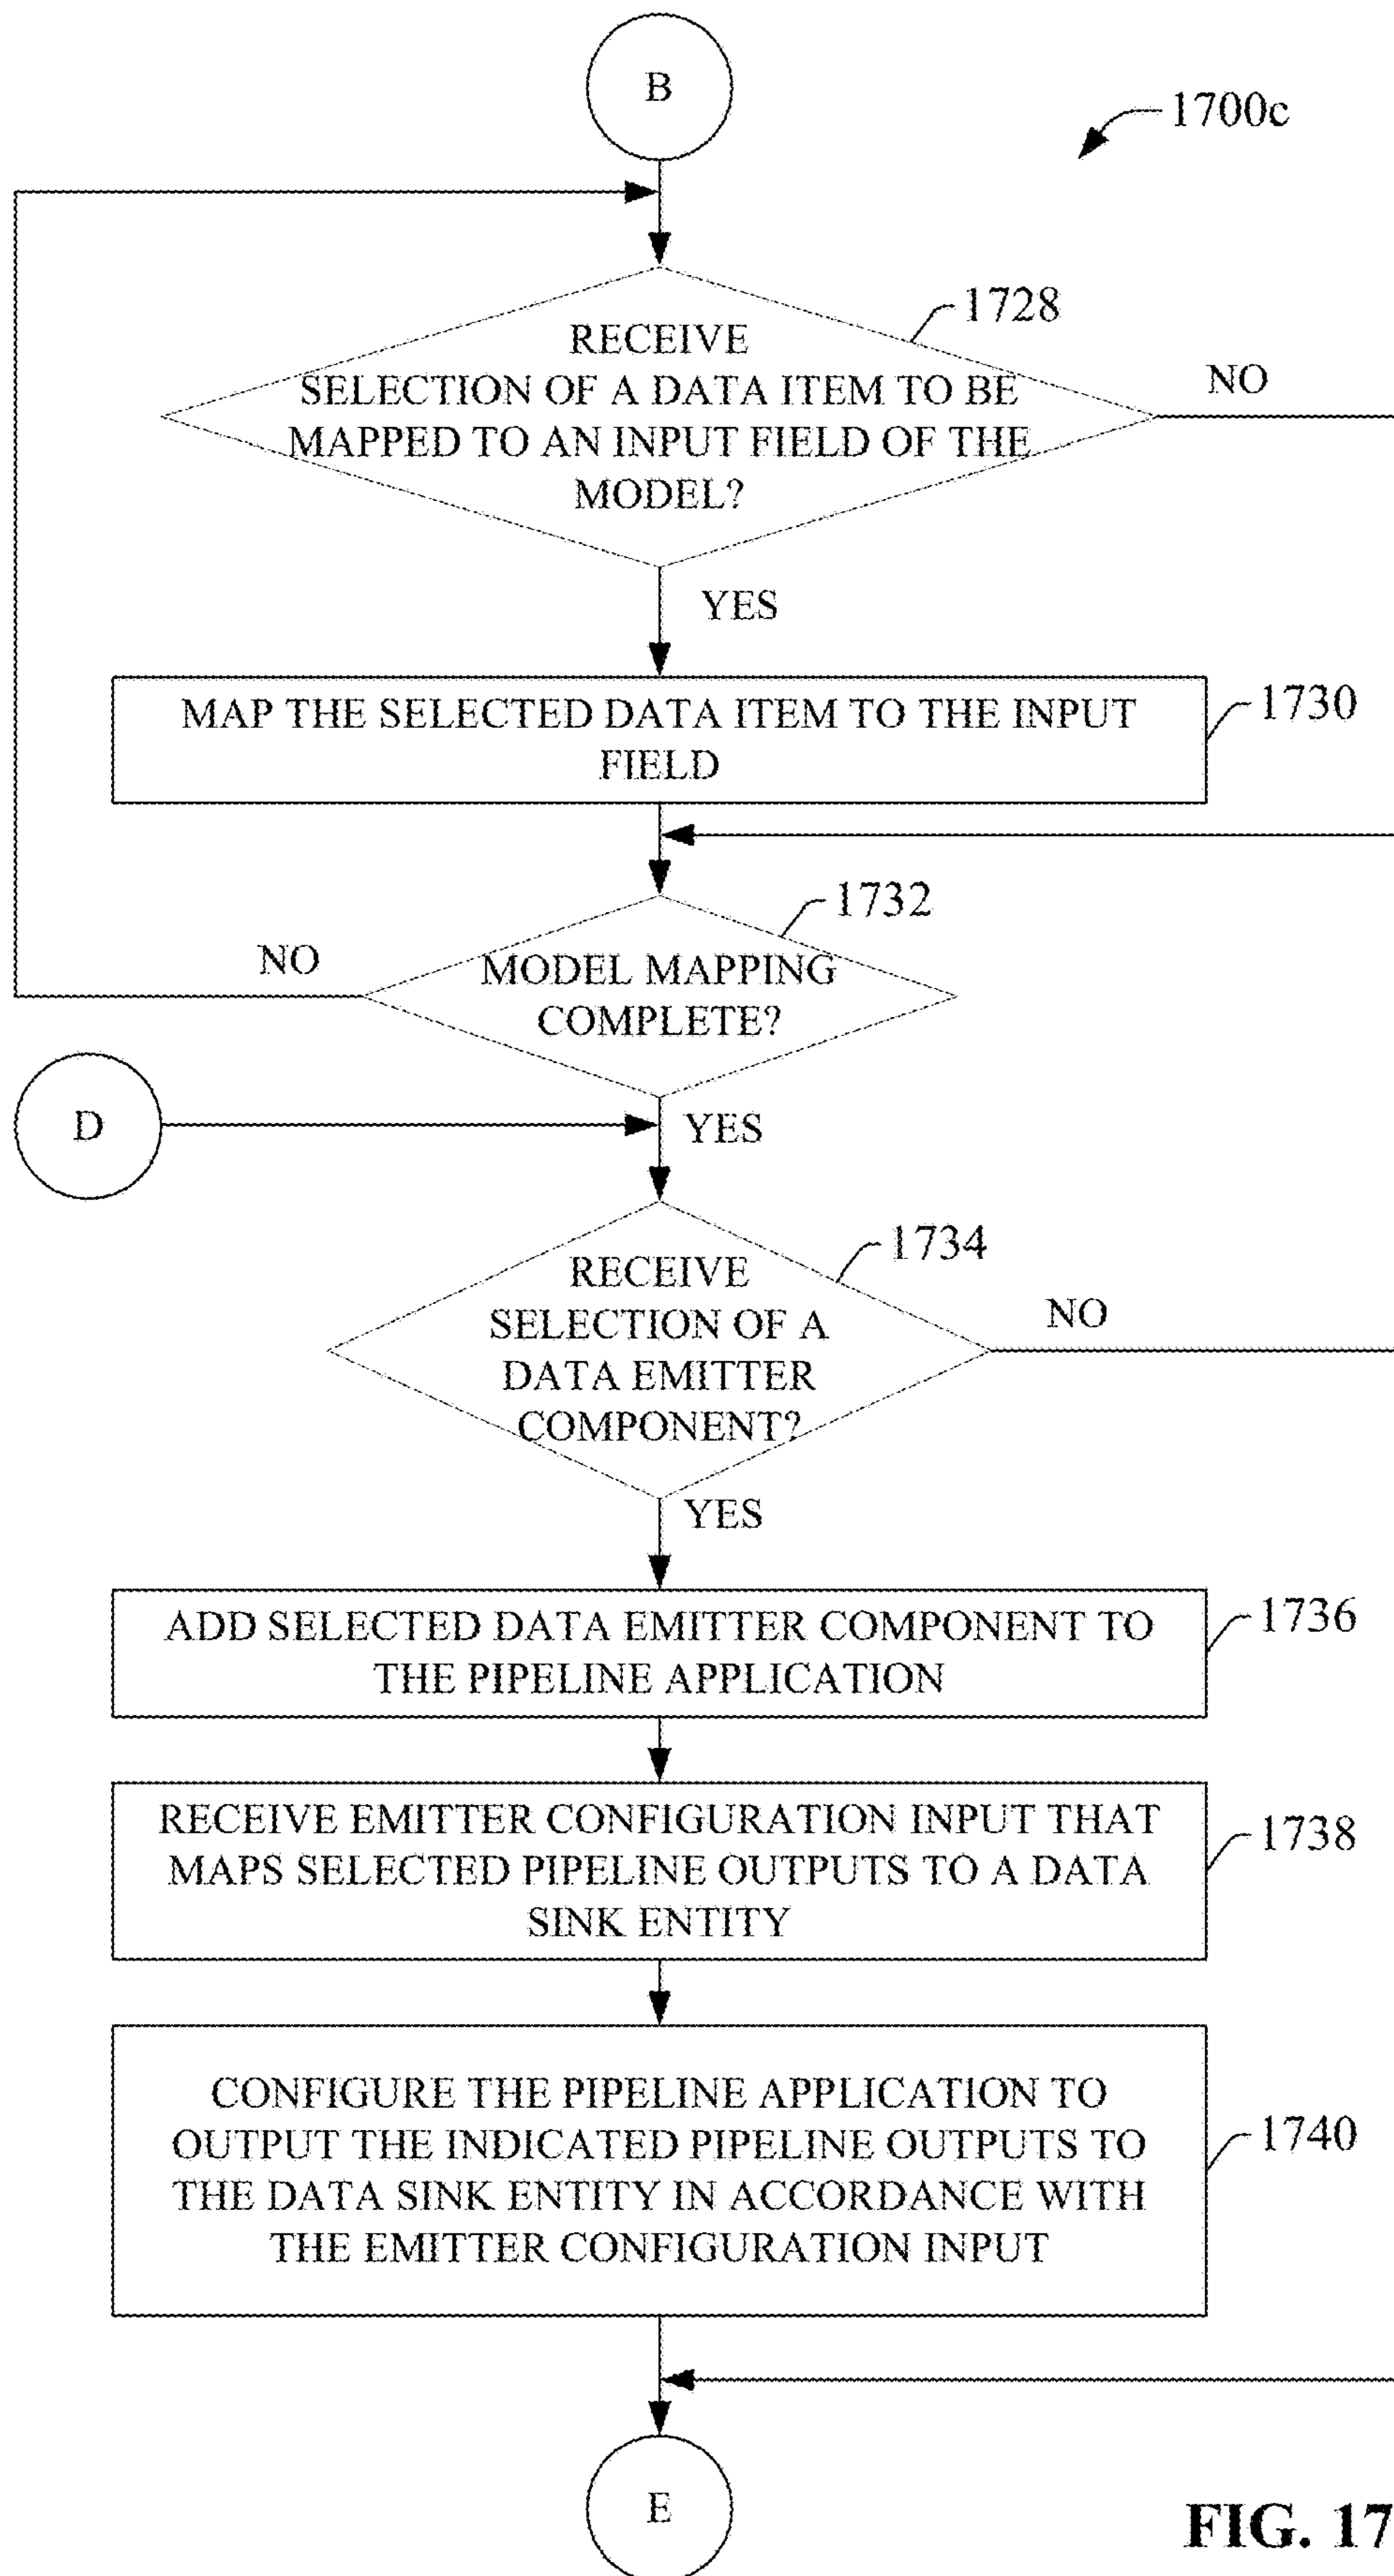 B
1700c
1728
RECEIVE
SELECTION OF A DATA ITEM TO BE
MAPPED TO AN INPUT FIELD OF THE
MODEL?
NO
YES
MAP THE SELECTED DATA ITEM TO THE INPUT
FIELD
1730
1732
NO
MODEL MAPPING
COMPLETE?
D
YES
1734
RECEIVE
SELECTION OF A
DATA EMITTER
COMPONENT?
NO
YES
ADD SELECTED DATA EMITTER COMPONENT TO
THE PIPELINE APPLICATION
1736
RECEIVE EMITTER CONFIGURATION INPUT THAT
MAPS SELECTED PIPELINE OUTPUTS TO A DATA
SINK ENTITY
1738
CONFIGURE THE PIPELINE APPLICATION TO
OUTPUT THE INDICATED PIPELINE OUTPUTS TO
THE DATA SINK ENTITY IN ACCORDANCE WITH
THE EMITTER CONFIGURATION INPUT
1740
E
FIG. 17